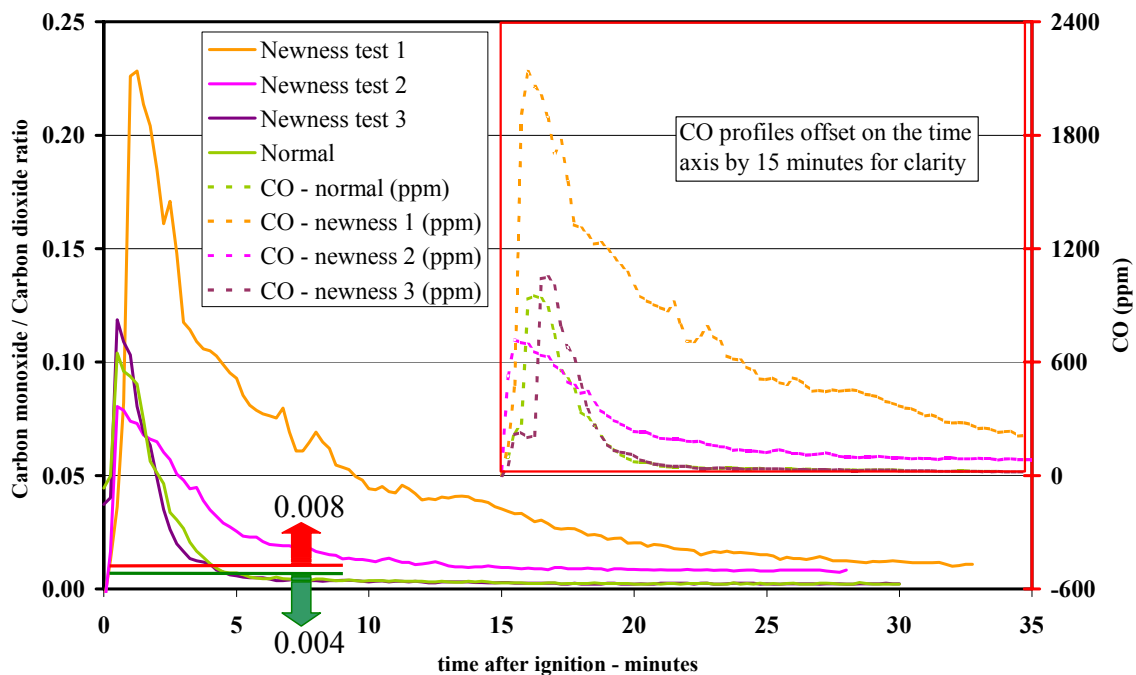 0.25
0.20
0.15
0.10
0.05
0.00
Carbon monoxide / Carbon dioxide ratio
Newness test 1
Newness test 2
Newness test 3
Normal
CO - normal (ppm)
CO - newness 1 (ppm)
CO - newness 2 (ppm)
CO - newness 3 (ppm)
CO profiles offset on the time
axis by 15 minutes for clarity
0.008
0.004
2400
1800
1200
600
0
-600
CO (ppm)
0 5 10 15 20 25 30 35
time after ignition - minutes